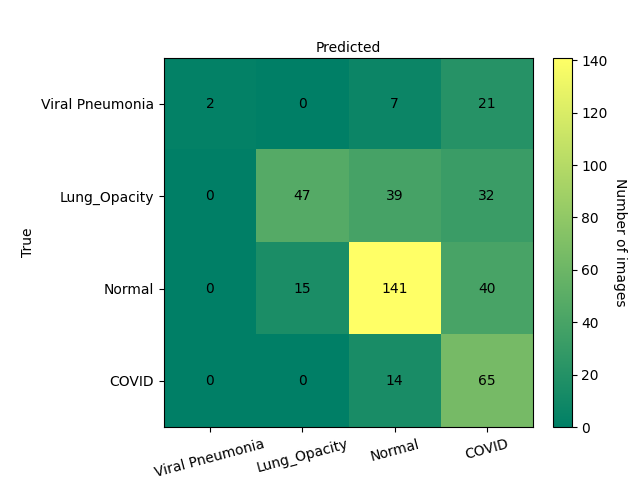 Predicted
True
Viral Pneumonia 2 0 7 21
Lung_Opacity 0 47 39 32
Normal 0 15 141 40
COVID 0 0 14 65
Viral Pneumonia Lung_Opacity Normal COVID
140
120
100
80
60
40
20
0
Number of images